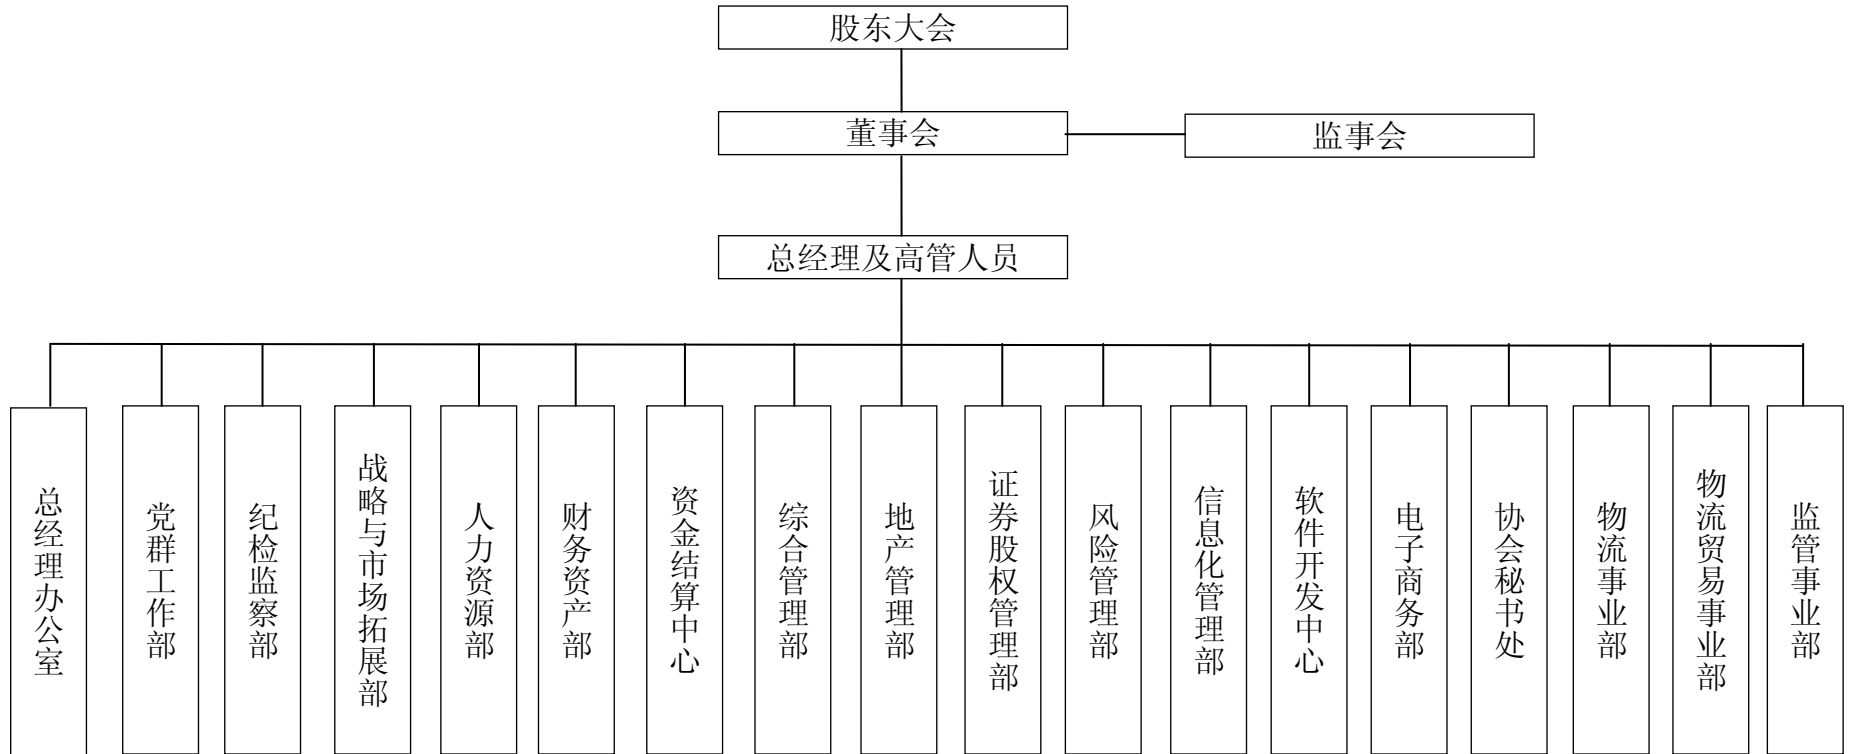 股东大会
董事会
监事会
总经理及高管人员
总经理办公室
党群工作部
纪检监察部
战略与市场拓展部
人力资源部
财务资产部
资金结算中心
综合管理部
地产管理部
证券股权管理部
风险管理部
信息化管理部
软件开发中心
电子商务部
协会秘书处
物流事业部
物流贸易事业部
监管事业部